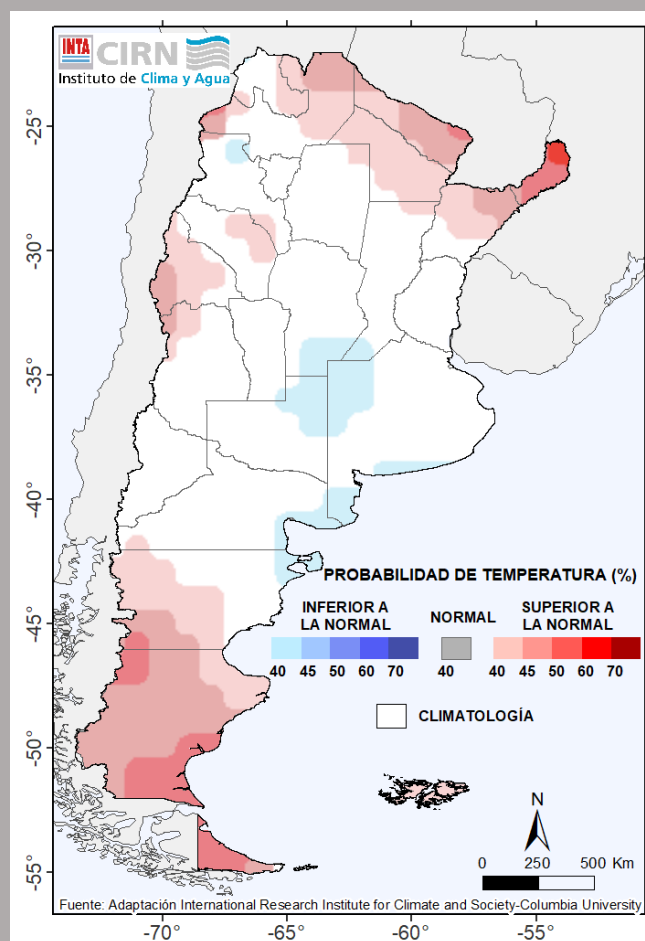 INTA CIRN
Instituto de Clima y Agua
-25°
-30°
-35°
-40°
-45°
-50°
-55°
PROBABILIDAD DE TEMPERATURA (%)
INFERIOR A LA NORMAL
NORMAL
SUPERIOR A LA NORMAL
40 45 50 60 70
40
40 45 50 60 70
CLIMATOLOGÍA
N
0 250 500 Km
Fuente: Adaptación International Research Institute for Climate and Society-Columbia University
-70° -65° -60° -55°